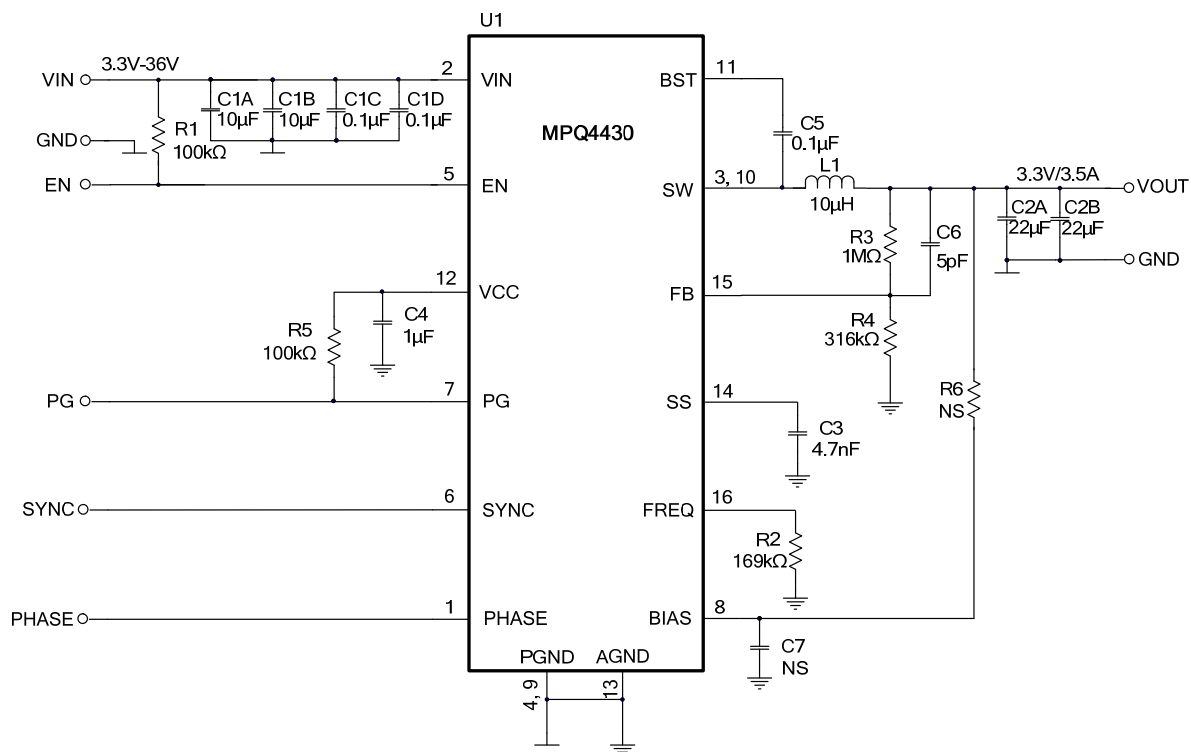 U1
3.3V-36V
VIN
2
VIN
C1A
10µF
C1B
10µF
C1C
0.1µF
C1D
0.1µF
GND
R1
100kΩ
EN
5
EN
MPQ4430
BST
11
C5
0.1µF
L1
10µH
SW
3, 10
3.3V/3.5A
VOUT
C2A
22µF
C2B
22µF
GND
R3
1MΩ
C6
5pF
12
VCC
FB
15
C4
1µF
R5
100kΩ
R4
316kΩ
PG
7
PG
SS
14
C3
4.7nF
R6
NS
SYNC
6
SYNC
FREQ
16
R2
169kΩ
PHASE
1
PHASE
BIAS
8
C7
NS
PGND
AGND
4, 9
13